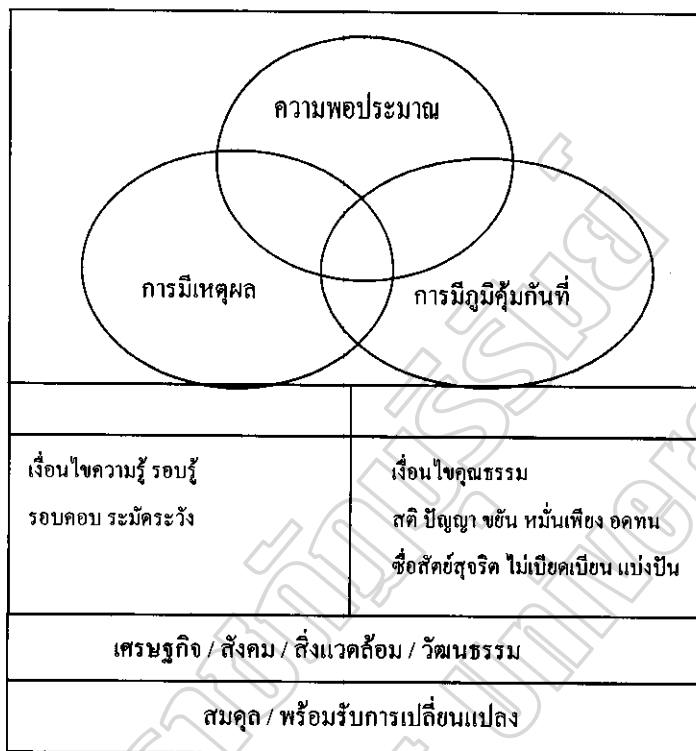 ความพอประมาณ
การมีเหตุผล
การมีภูมิคุ้มกันที่
เงื่อนไขความรู้ รอบรู้
รอบคอบ ระมัดระวัง
เงื่อนไขคุณธรรม
สติ ปัญญา ขยัน หมั่นเพียง อดทน
ซื่อสัตย์สุจริต ไม่เบียดเบียน แบ่งปัน
เศรษฐกิจ / สังคม / สิ่งแวดล้อม / วัฒนธรรม
สมดุล / พร้อมรับการเปลี่ยนแปลง